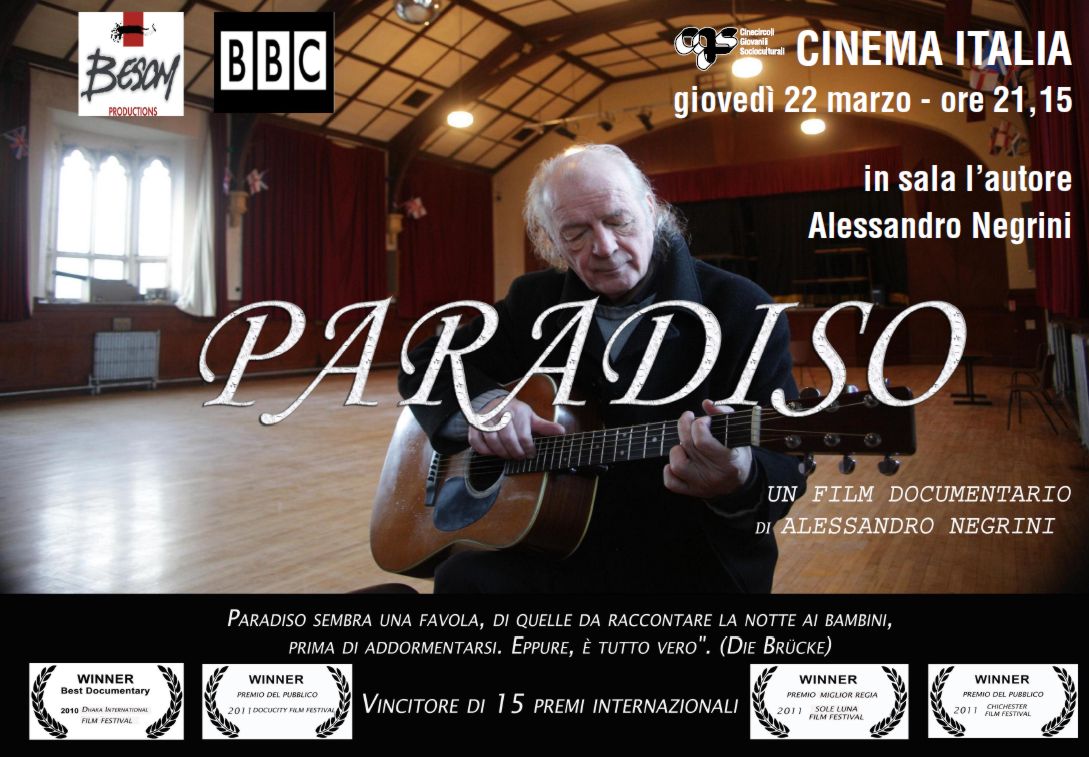 BESOM
PRODUCTIONS
BBC
cgs Cinecircoli
Giovanili
Socioculturali
CINEMA ITALIA
giovedì 22 marzo - ore 21,15
in sala l'autore
Alessandro Negrini
PARADISO
UN FILM DOCUMENTARIO
DI ALESSANDRO NEGRINI
PARADISO SEMBRA UNA FAVOLA, DI QUELLE DA RACCONTARE LA NOTTE AI BAMBINI,
PRIMA DI ADDORMENTARSI. EPPURE, È TUTTO VERO". (DIE BRÜCKE)
WINNER
Best Documentary
2010 DHAKA INTERNATIONAL
FILM FESTIVAL
WINNER
PREMIO DEL PUBBLICO
2011 DOCUCITY FILM FESTIVAL
VINCITORE DI 15 PREMI INTERNAZIONALI
WINNER
PREMIO MIGLIOR REGIA
2011 SOLE LUNA
FILM FESTIVAL
WINNER
PREMIO DEL PUBBLICO
2011 CHICHESTER
FILM FESTIVAL